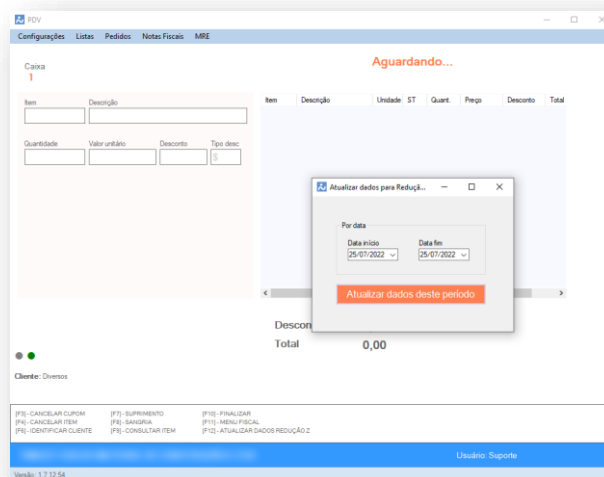 PDV
Configurações Listas Pedidos Notas Fiscais MRE
Caixa
1
Aguardando...
Item Descrição
Quantidade Valor unitário Desconto Tipo desc
$
Item Descrição Unidade ST Quant. Preço Desconto Total
Atualizar dados para Reduçã...
Por data
Data início Data fim
25/07/2022 25/07/2022
Atualizar dados deste período
Descon
Total 0,00
Cliente: Diversos
[F3] - CANCELAR CUPOM [F7] - SUPRIMENTO [F10] - FINALIZAR
[F4] - CANCELAR ITEM [F8] - SANGRIA [F11] - MENU FISCAL
[F6] - IDENTIFICAR CLIENTE [F9] - CONSULTAR ITEM [F12] - ATUALIZAR DADOS REDUÇÃO Z
Usuário: Suporte
Versão: 1.7.12.54